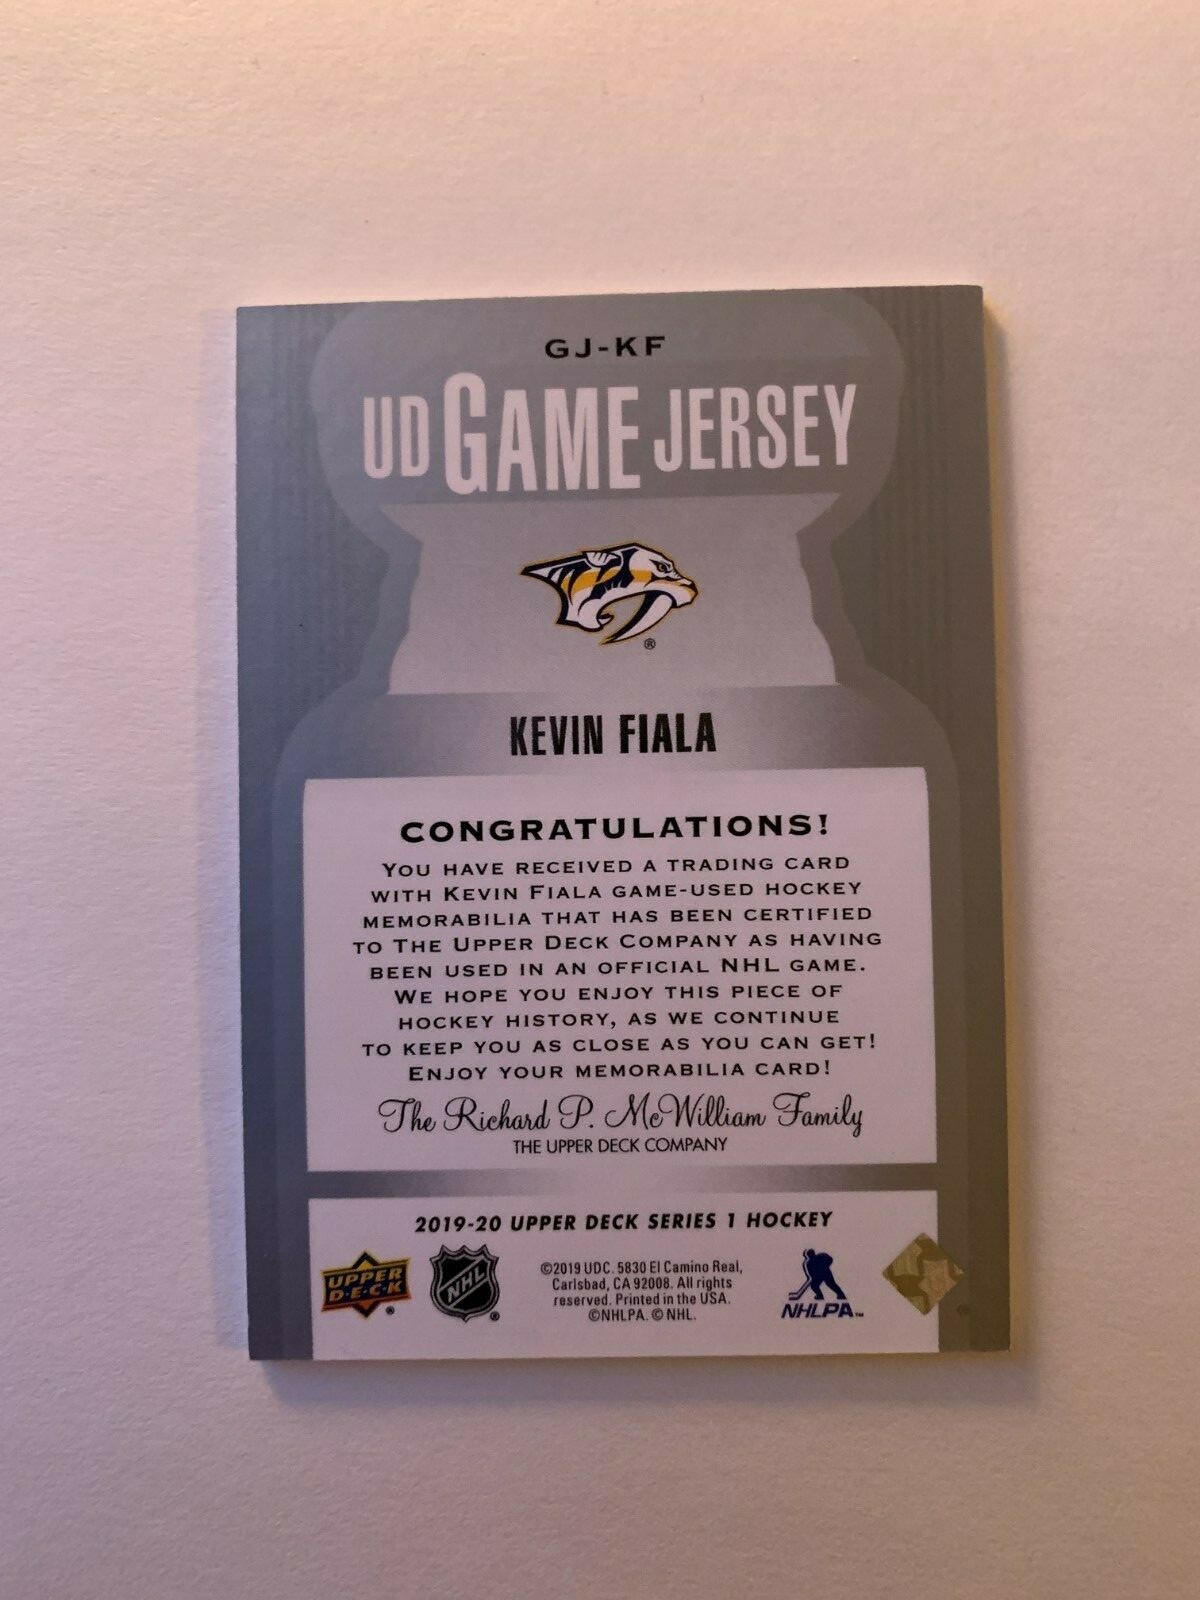 GJ-KF
UD GAME JERSEY
®
KEVIN FIALA
CONGRATULATIONS!
YOU HAVE RECEIVED A TRADING CARD
WITH KEVIN FIALA GAME-USED HOCKEY
MEMORABILIA THAT HAS BEEN CERTIFIED
TO THE UPPER DECK COMPANY AS HAVING
BEEN USED IN AN OFFICIAL NHL GAME.
WE HOPE YOU ENJOY THIS PIECE OF
HOCKEY HISTORY, AS WE CONTINUE
TO KEEP YOU AS CLOSE AS YOU CAN GET!
ENJOY YOUR MEMORABILIA CARD!
The Richard P. McWilliam Family
THE UPPER DECK COMPANY
2019-20 UPPER DECK SERIES 1 HOCKEY
UPPER
D·E·C·K
®
NHL
®
©2019 UDC. 5830 El Camino Real,
Carlsbad, CA 92008. All rights
reserved. Printed in the USA.
©NHLPA. © NHL.
NHLPA™